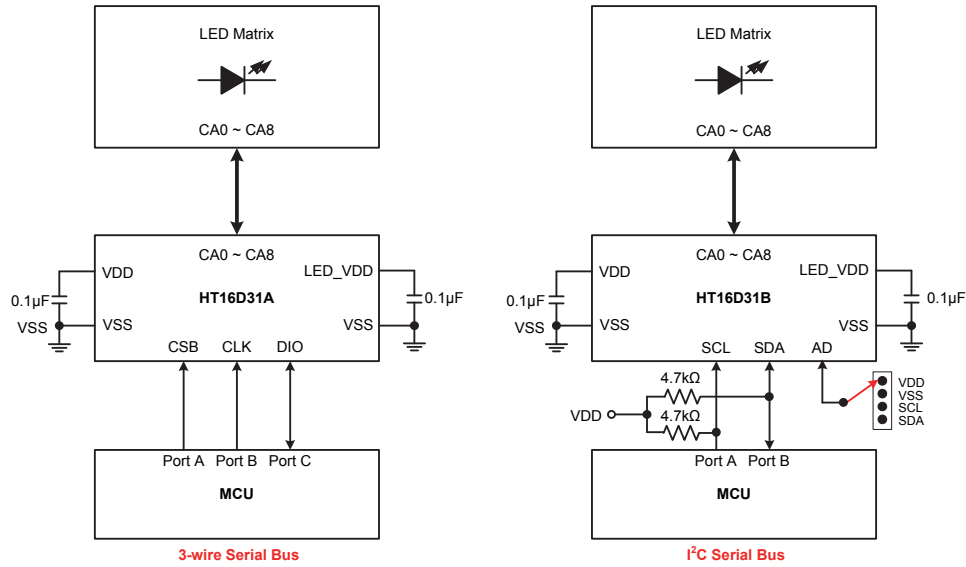 LED Matrix
CA0 ~ CA8
CA0 ~ CA8
VDD
LED_VDD
0.1µF
HT16D31A
0.1µF
VSS
VSS
VSS
CSB CLK DIO
Port A Port B Port C
MCU
3-wire Serial Bus
LED Matrix
CA0 ~ CA8
CA0 ~ CA8
VDD
LED_VDD
0.1µF
HT16D31B
0.1µF
VSS
VSS
VSS
SCL SDA AD
4.7kΩ
VDD
4.7kΩ
VDD
VSS
SCL
SDA
Port A Port B
MCU
I²C Serial Bus